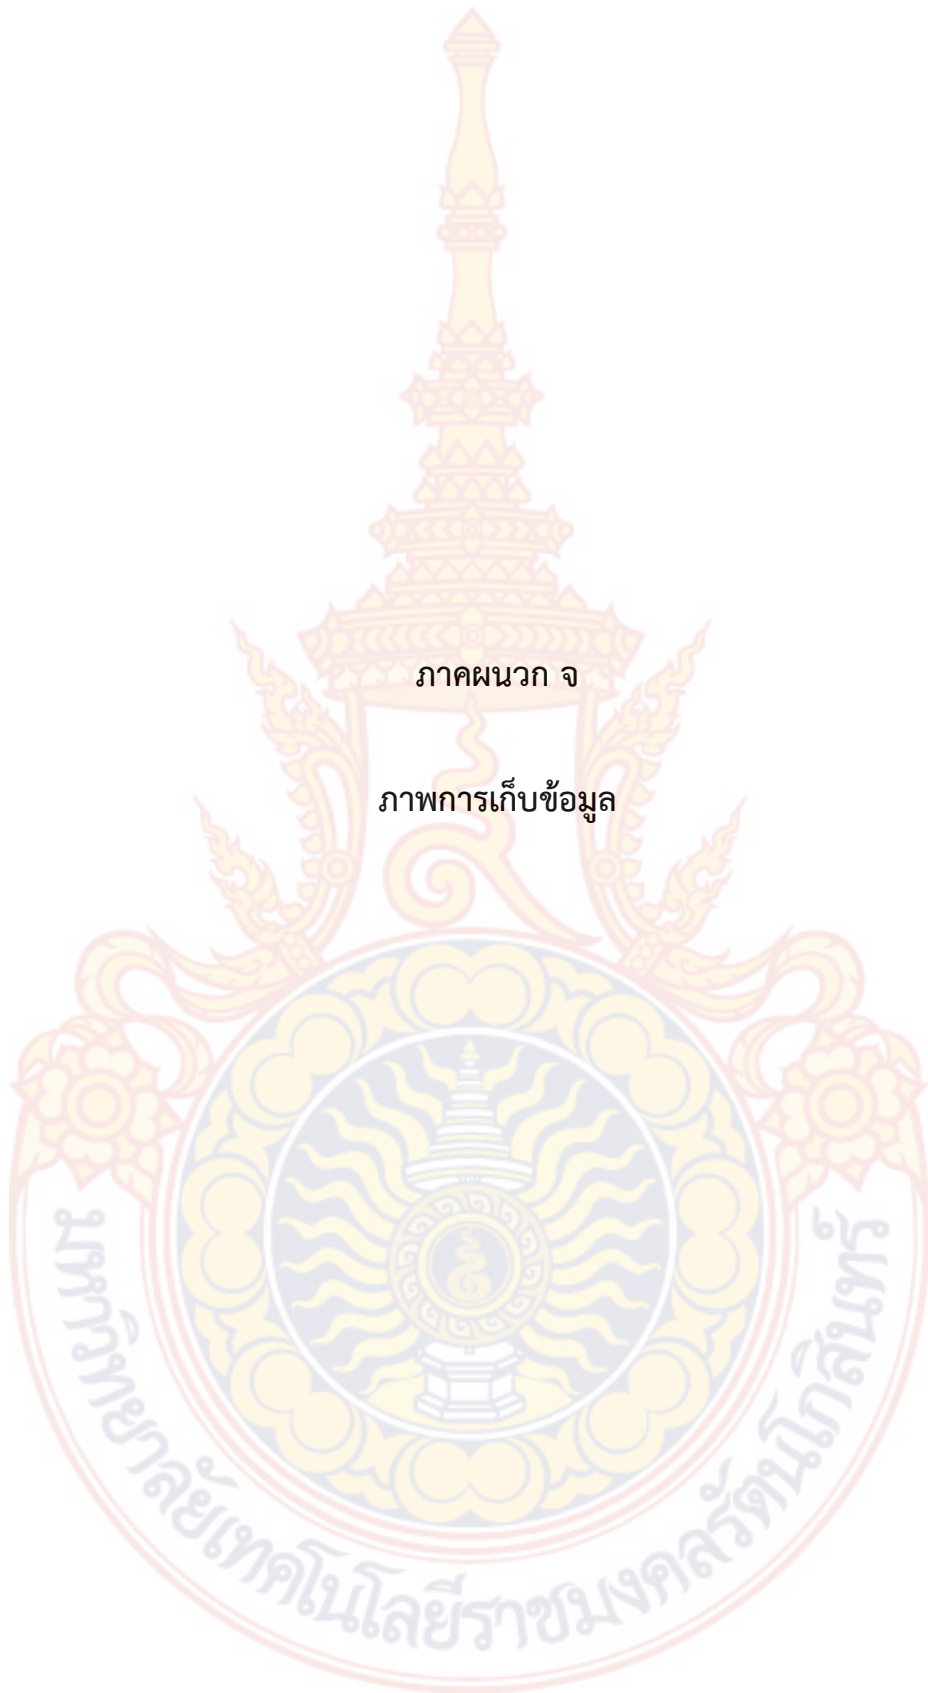 ภาคผนวก จ
ภาพการเก็บข้อมูล
มหาวิทยาลัยเทคโนโลยีราชมงคลรัตนโกสินทร์